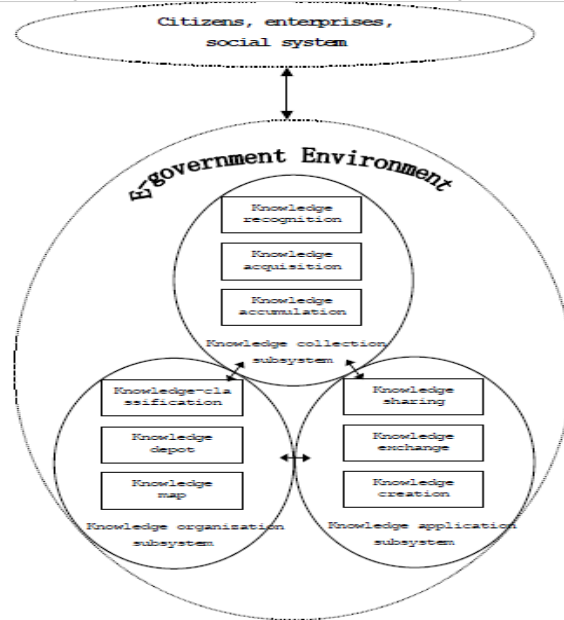 Citizens, enterprises,
social system
E-government Environment
Knowledge
recognition
Knowledge
acquisition
Knowledge
accumulation
Knowledge collection
subsystem
Knowledge-cla
ssification
Knowledge
depot
Knowledge
map
Knowledge organization
subsystem
Knowledge
sharing
Knowledge
exchange
Knowledge
creation
Knowledge application
subsystem